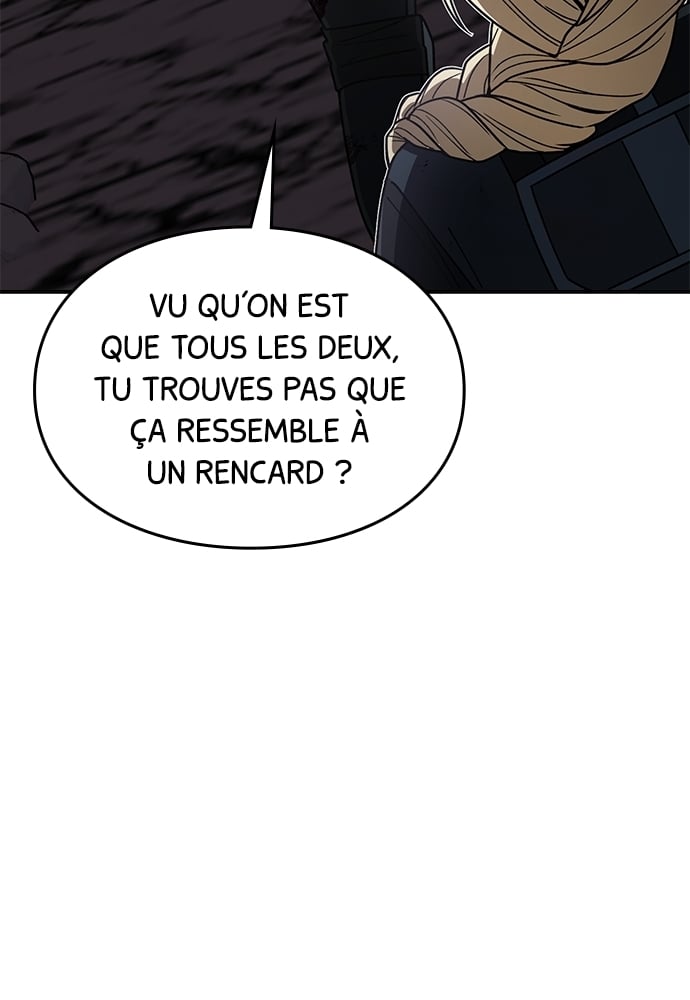 VU QU'ON EST
QUE TOUS LES DEUX,
TU TROUVES PAS QUE
ÇA RESSEMBLE À
UN RENCARD ?